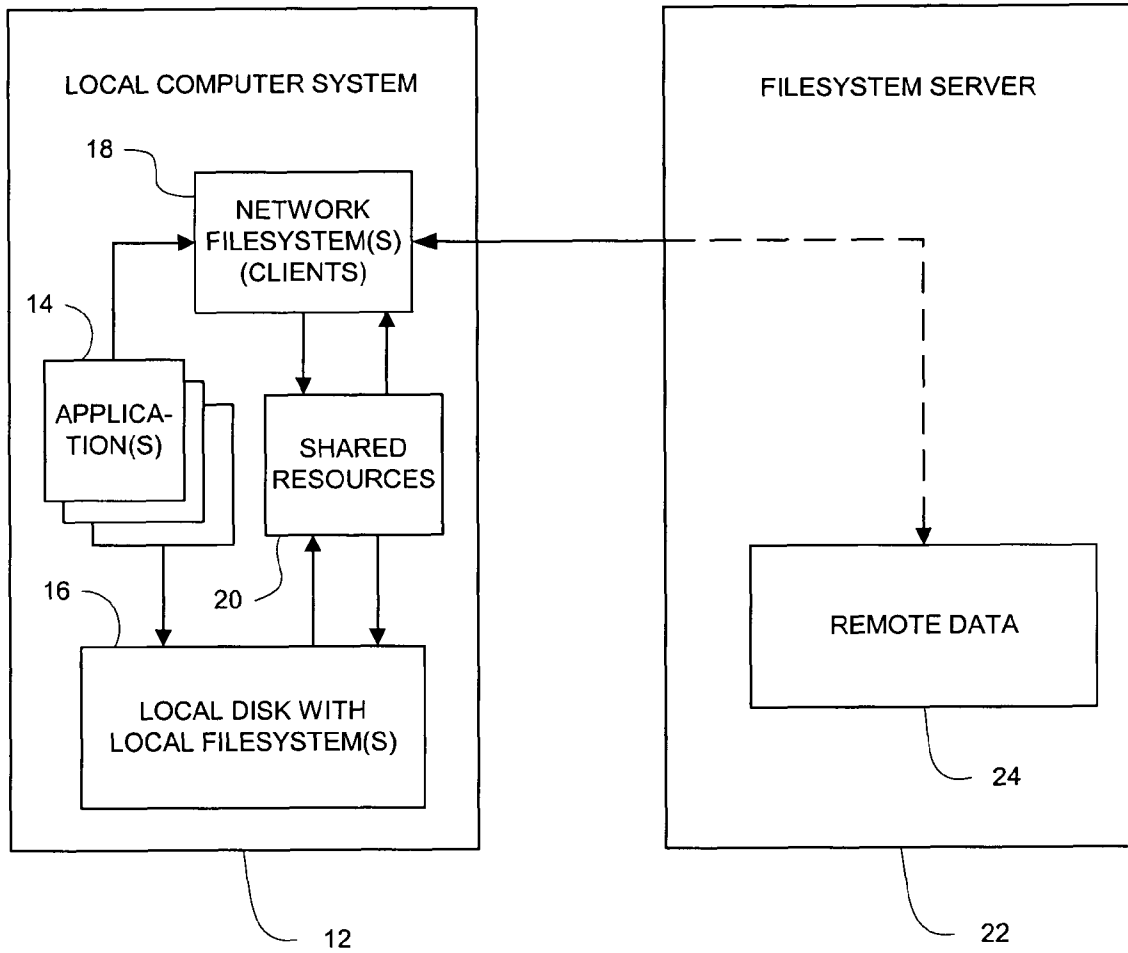 LOCAL COMPUTER SYSTEM
FILESYSTEM SERVER
18
NETWORK
FILESYSTEM(S)
(CLIENTS)
14
APPLICA-
TION(S)
SHARED
RESOURCES
16
20
LOCAL DISK WITH
LOCAL FILESYSTEM(S)
REMOTE DATA
24
12
22